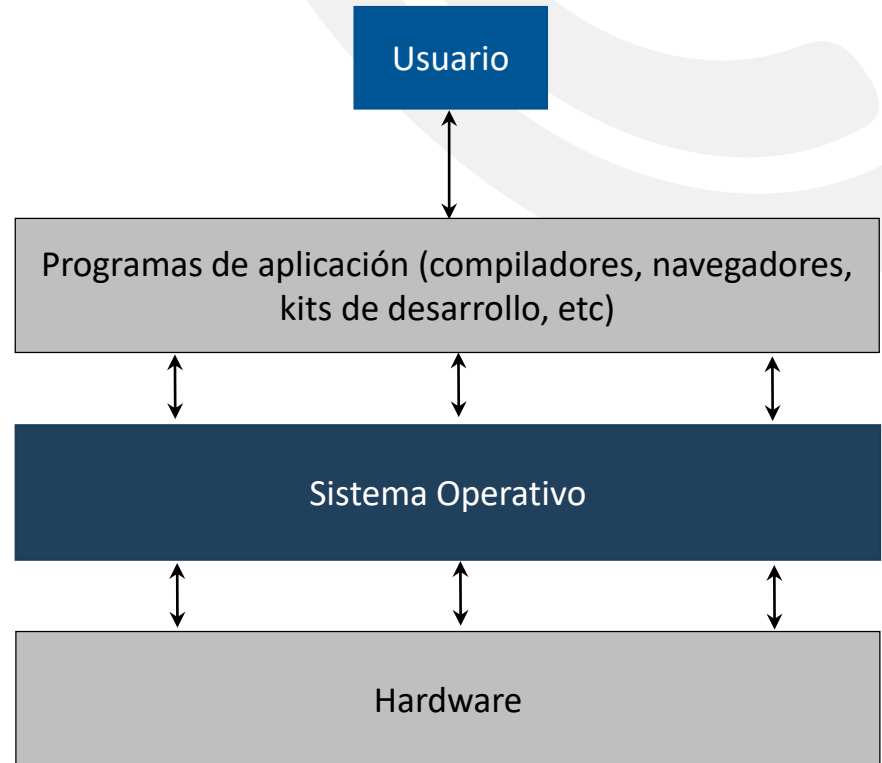 Usuario
Programas de aplicación (compiladores, navegadores,
kits de desarrollo, etc)
Sistema Operativo
Hardware